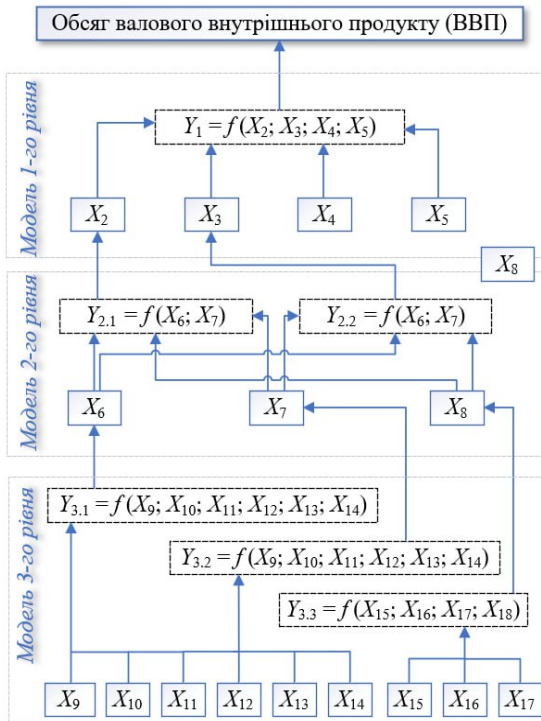 Обсяг валового внутрішнього продукту (ВВП)
Модель 1-го рівня
Y1 = f(X2; X3; X4; X5)
X2 X3 X4 X5
X8
Модель 2-го рівня
Y2.1 = f(X6; X7) Y2.2 = f(X6; X7)
X6 X7 X8
Модель 3-го рівня
Y3.1 = f(X9; X10; X11; X12; X13; X14)
Y3.2 = f(X9; X10; X11; X12; X13; X14)
Y3.3 = f(X15; X16; X17; X18)
X9 X10 X11 X12 X13 X14 X15 X16 X17